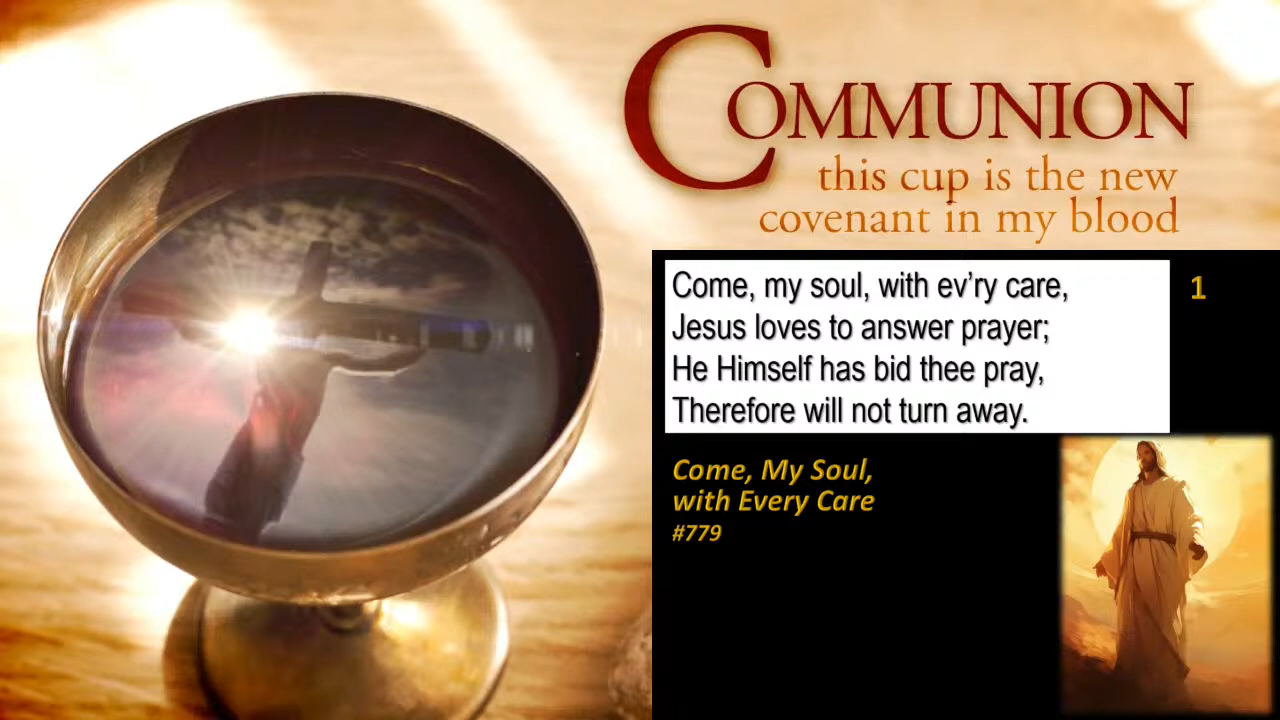 COMMUNION
this cup is the new
covenant in my blood
Come, my soul, with ev’ry care,
Jesus loves to answer prayer;
He Himself has bid thee pray,
Therefore will not turn away.
1
Come, My Soul,
with Every Care
#779